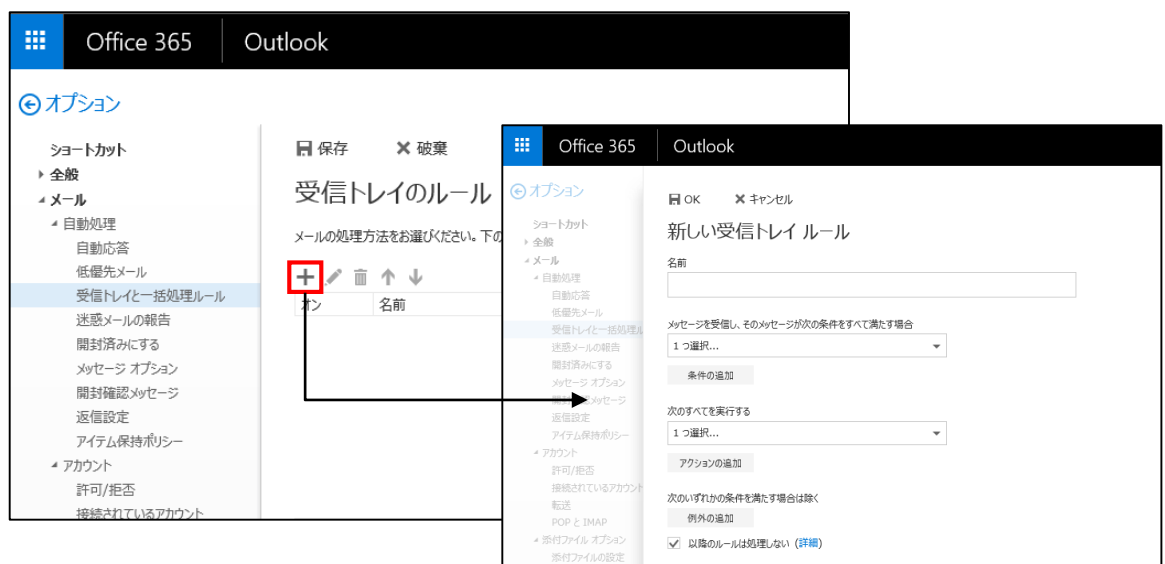 Office 365 Outlook
オプション
ショートカット
全般
メール
自動処理
自動応答
低優先メール
受信トレイと一括処理ルール
迷惑メールの報告
開封済みにする
メッセージ オプション
開封確認メッセージ
返信設定
アイテム保持ポリシー
アカウント
許可/拒否
接続されているアカウント
保存 破棄
受信トレイのルール
メールの処理方法をお選びください。下の
オン 名前
Office 365 Outlook
オプション
ショートカット
全般
メール
自動処理
自動応答
低優先メール
受信トレイと一括処理ル
迷惑メールの報告
開封済みにする
メッセージ オプション
開封確認メッセージ
返信設定
アイテム保持ポリシー
アカウント
許可/拒否
接続されているアカウント
転送
POP と IMAP
添付ファイル オプション
添付ファイルの設定
OK キャンセル
新しい受信トレイ ルール
名前
メッセージを受信し、そのメッセージが次の条件をすべて満たす場合
1 つ選択...
条件の追加
次のすべてを実行する
1 つ選択...
アクションの追加
次のいずれかの条件を満たす場合は除く
例外の追加
以降のルールは処理しない (詳細)